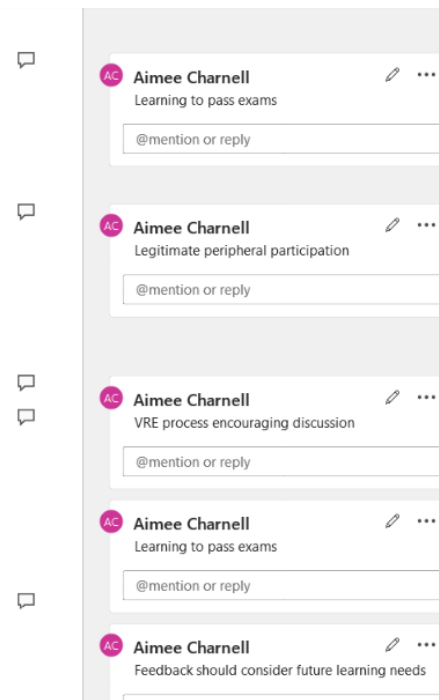 AC Aimee Charnell
Learning to pass exams
@mention or reply
AC Aimee Charnell
Legitimate peripheral participation
@mention or reply
AC Aimee Charnell
VRE process encouraging discussion
@mention or reply
AC Aimee Charnell
Learning to pass exams
@mention or reply
AC Aimee Charnell
Feedback should consider future learning needs